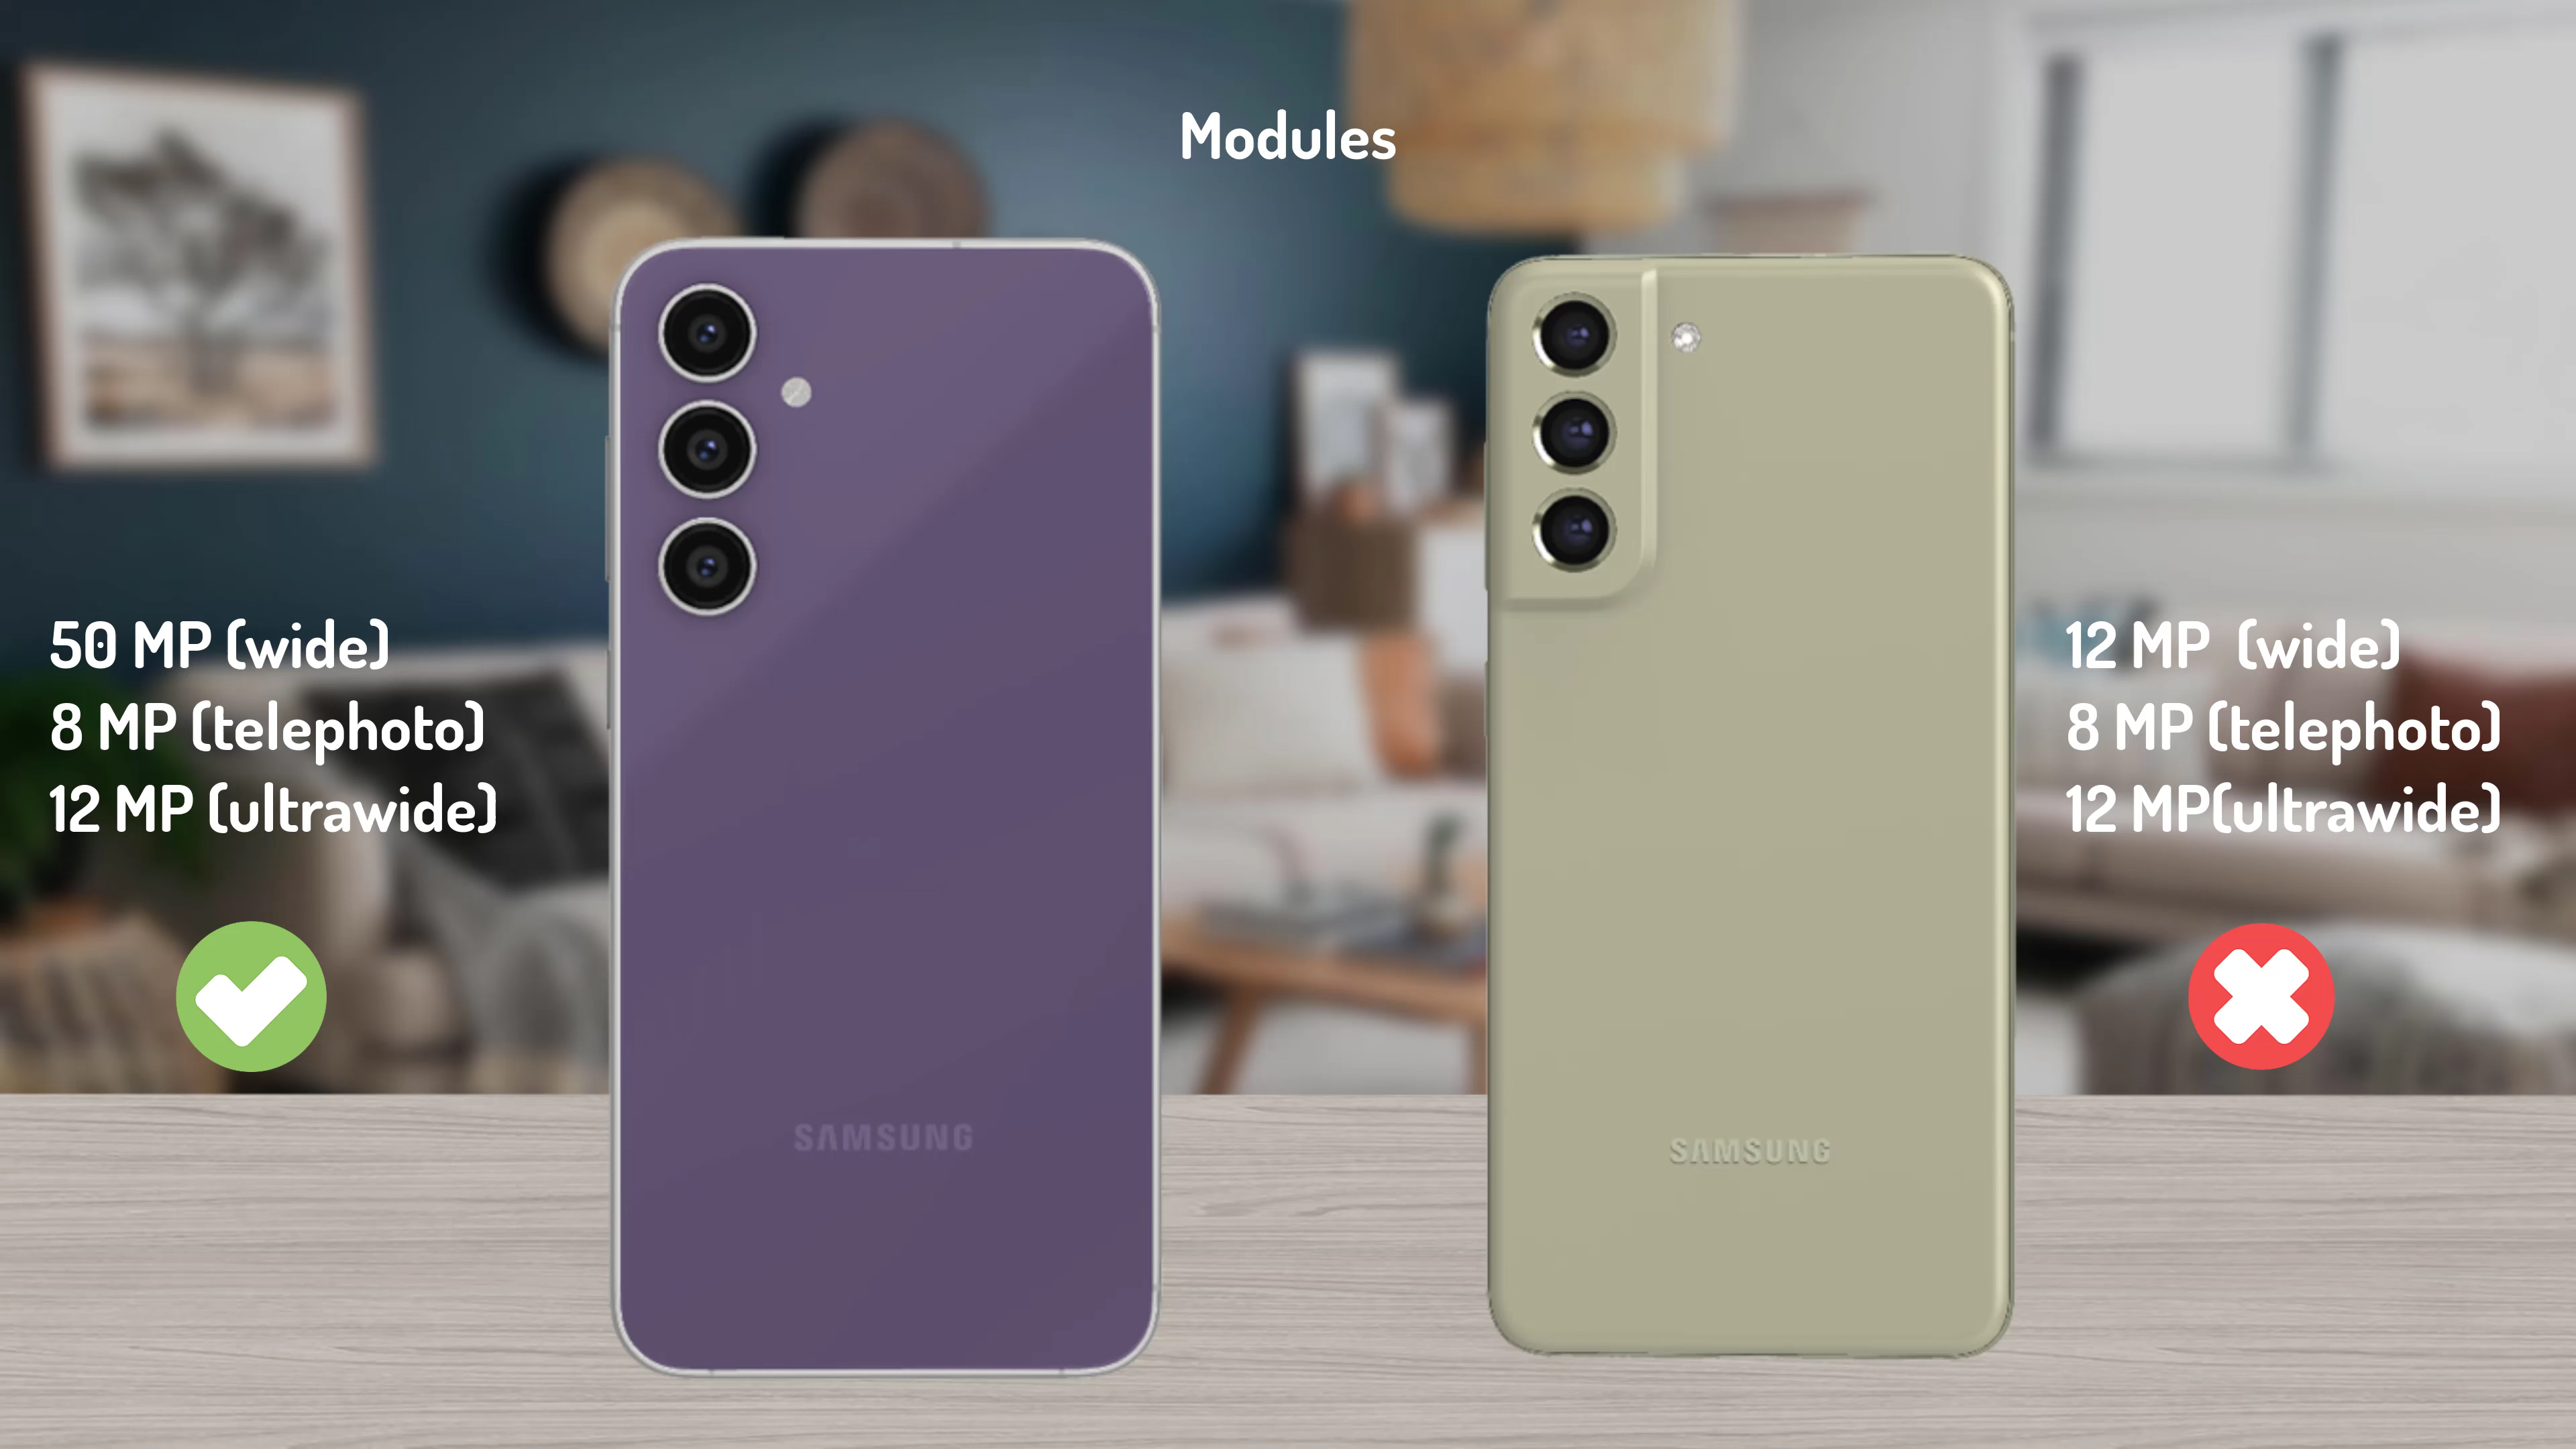 Modules
50 MP (wide)
8 MP (telephoto)
12 MP (ultrawide)
12 MP  (wide)
8 MP (telephoto)
12 MP(ultrawide)
SAMSUNG
SAMSUNG